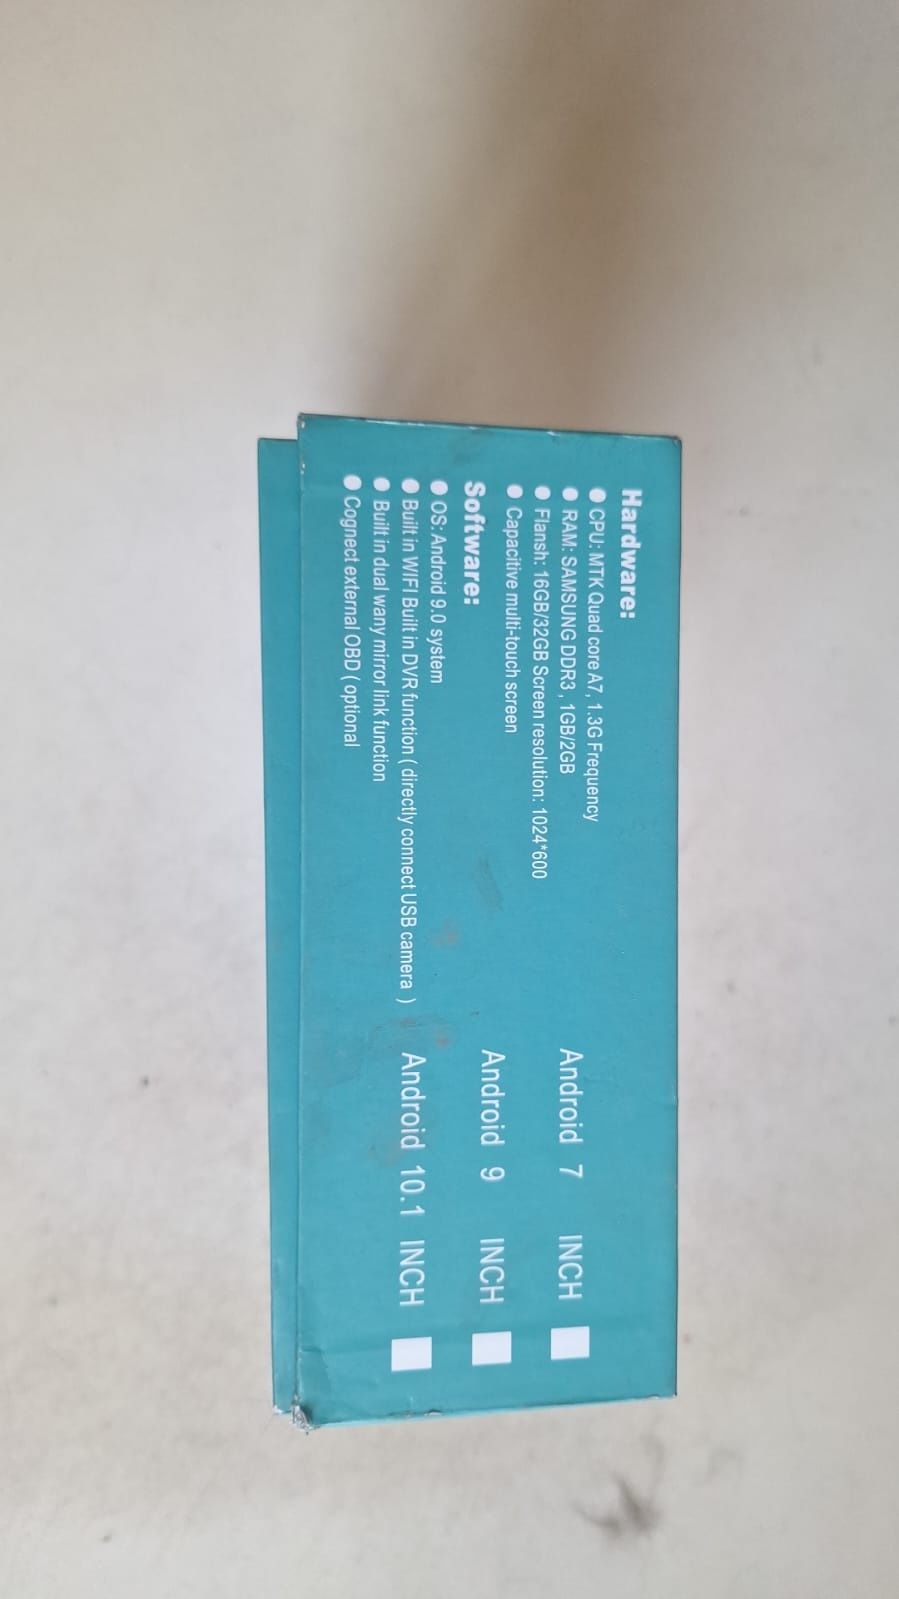 Hardware:
● CPU: MTK Quad core A7, 1.3G Frequency
● RAM: SAMSUNG DDR3 , 1GB/2GB
● Flansh: 16GB/32GB Screen resolution: 1024*600
● Capacitive multi-touch screen
Software:
● OS: Android 9.0 system
● Built in WIFI Built in DVR function ( directly connect USB camera )
● Built in dual wany mirror link function
● Cognect external OBD ( optional
Android 7 INCH
Android 9 INCH
Android 10.1 INCH